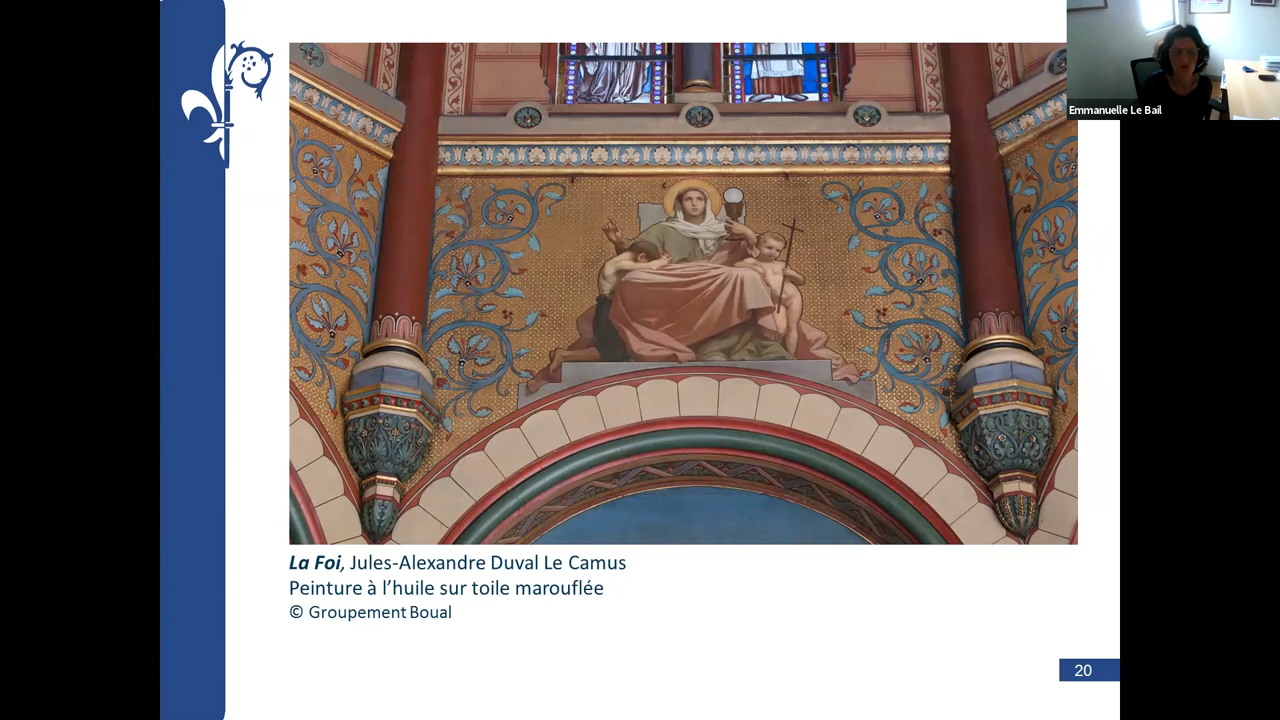 Emmanuelle Le Bail
La Foi, Jules-Alexandre Duval Le Camus
Peinture à l’huile sur toile marouflée
© Groupement Boual
20